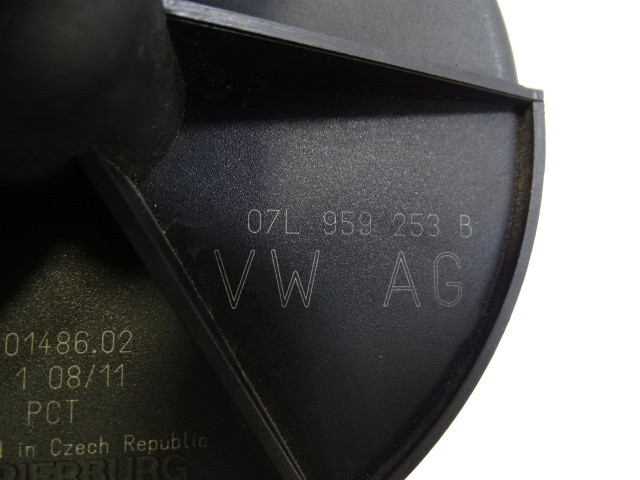 07L 959 253 B
VW AG
01486.02
1 08/11
PCT
in Czech Republic